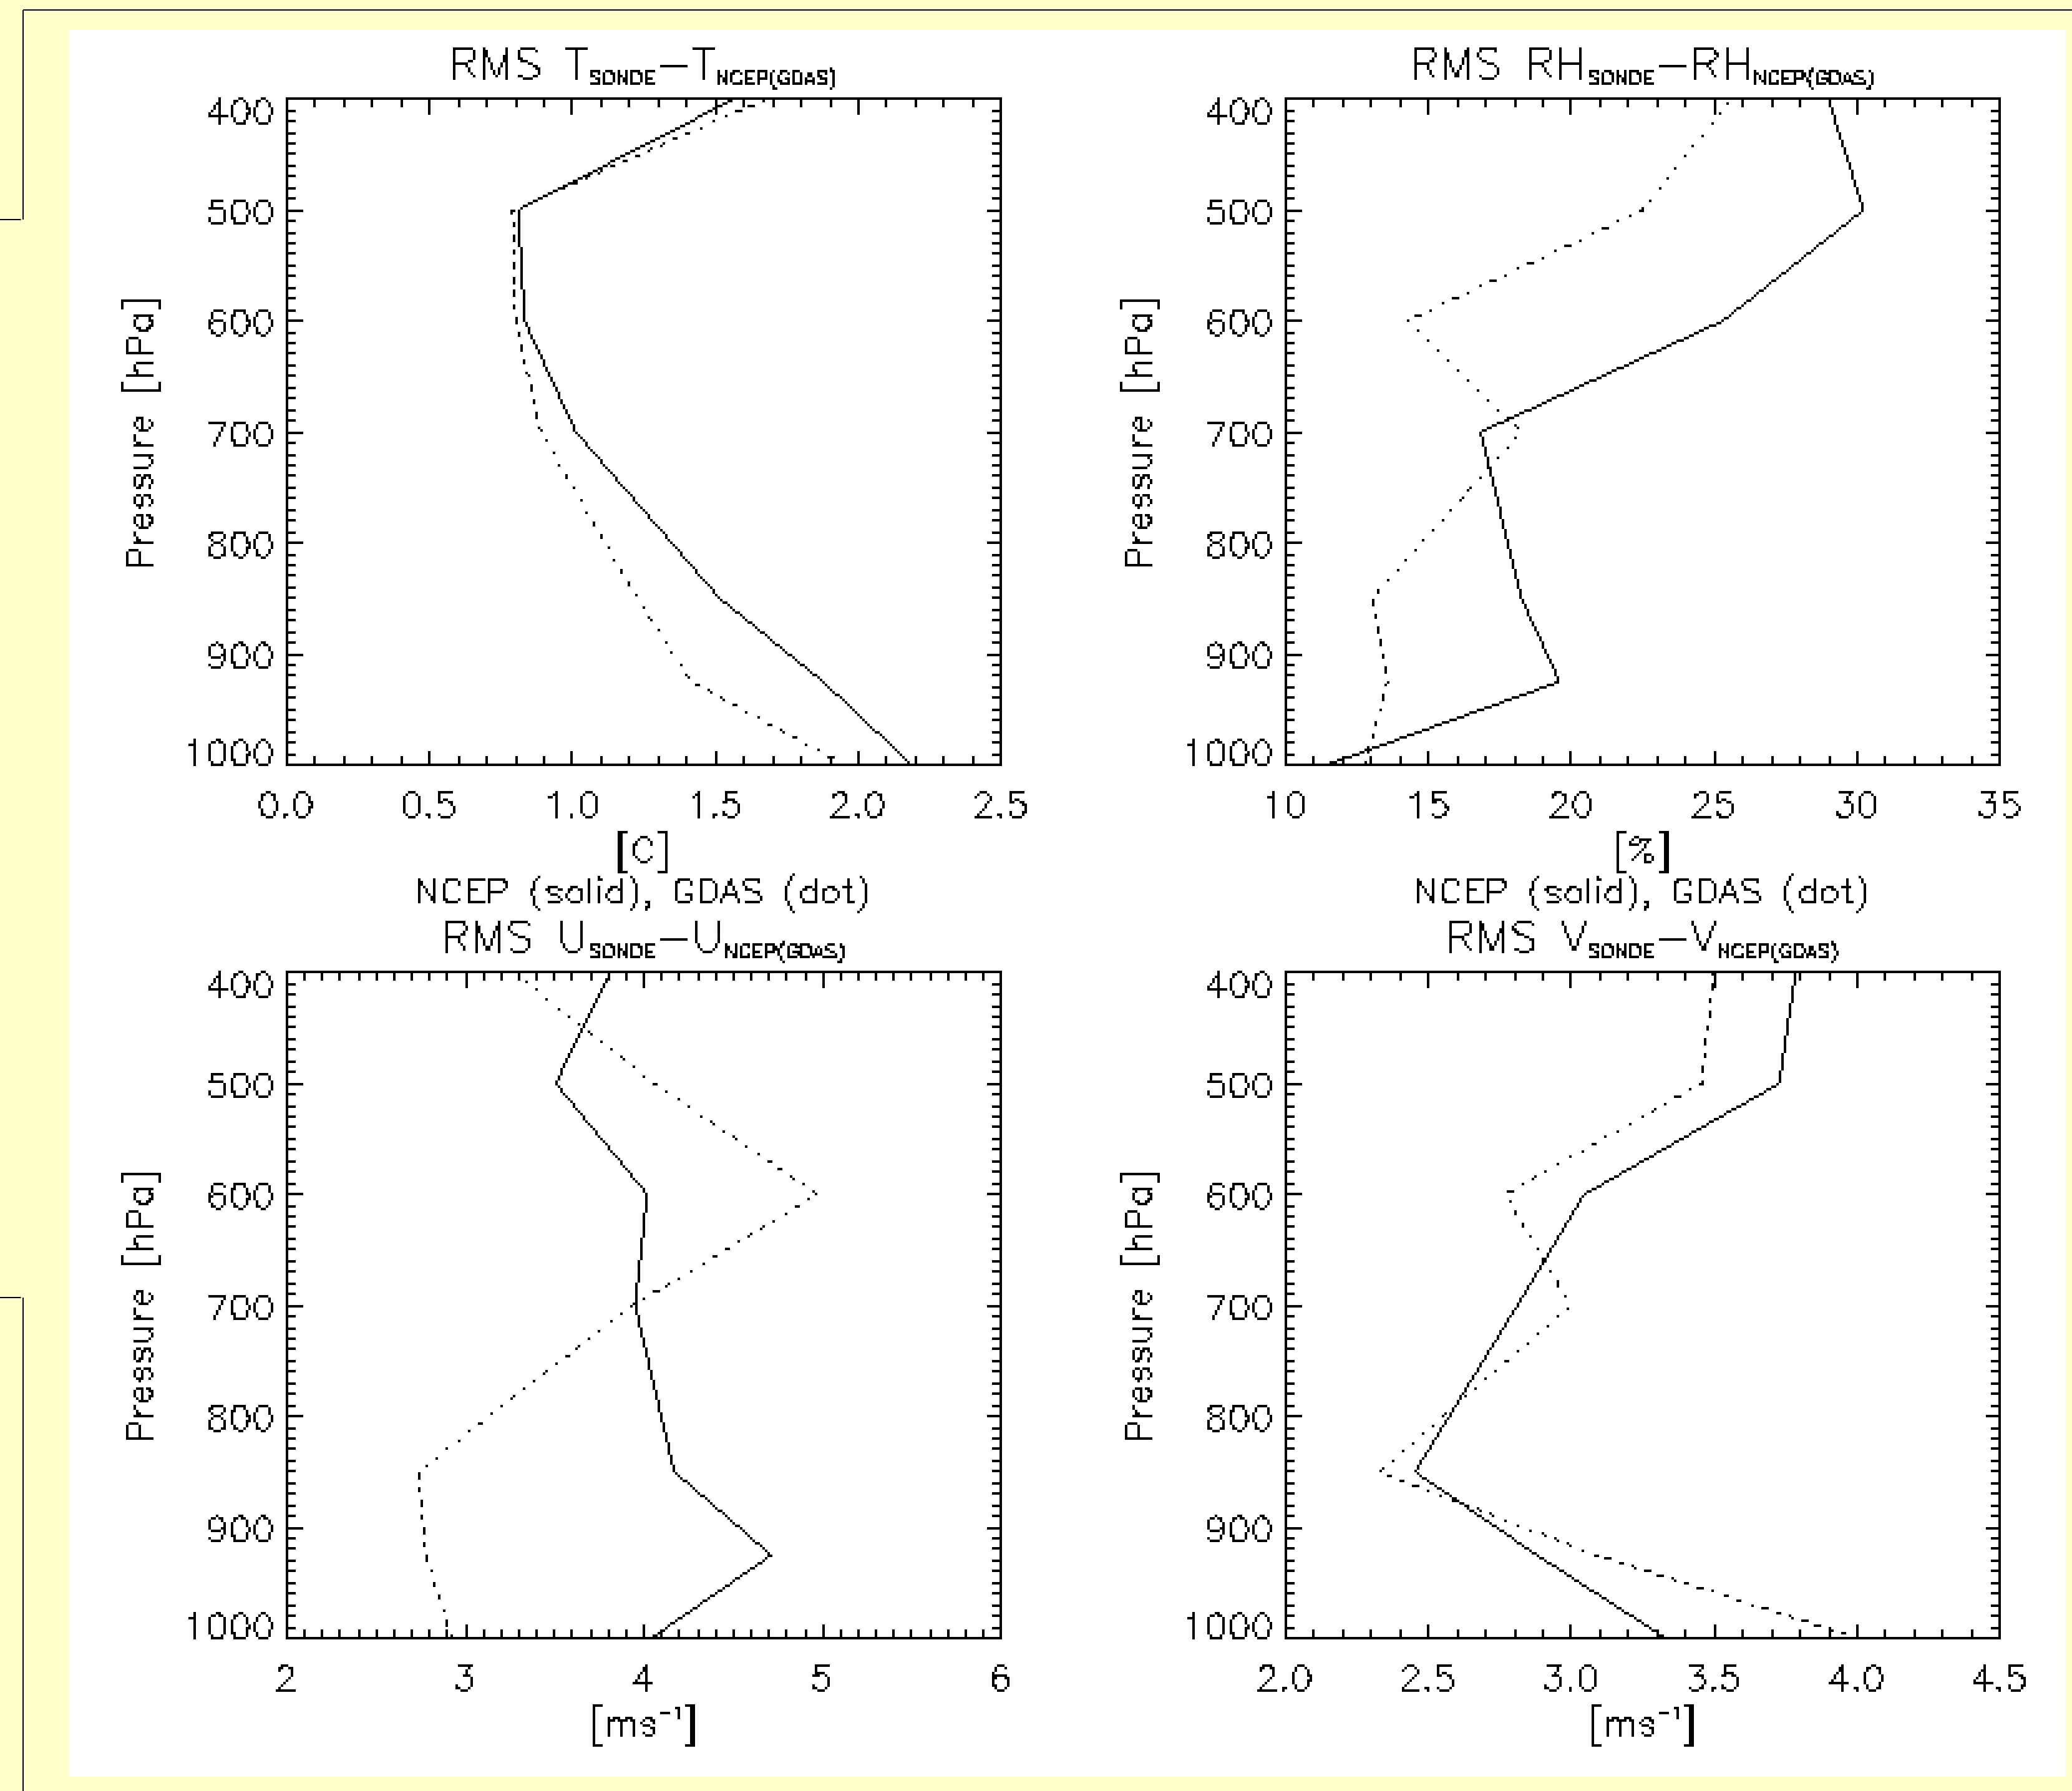 RMS T_SONDE−T_NCEP(GDAS)
400
500
600
700
800
900
1000
Pressure [hPa]
0.0 0.5 1.0 1.5 2.0 2.5
[C]
NCEP (solid), GDAS (dot)
RMS RH_SONDE−RH_NCEP(GDAS)
400
500
600
700
800
900
1000
Pressure [hPa]
10 15 20 25 30 35
[%]
NCEP (solid), GDAS (dot)
RMS U_SONDE−U_NCEP(GDAS)
400
500
600
700
800
900
1000
Pressure [hPa]
2 3 4 5 6
[ms⁻¹]
RMS V_SONDE−V_NCEP(GDAS)
400
500
600
700
800
900
1000
Pressure [hPa]
2.0 2.5 3.0 3.5 4.0 4.5
[ms⁻¹]